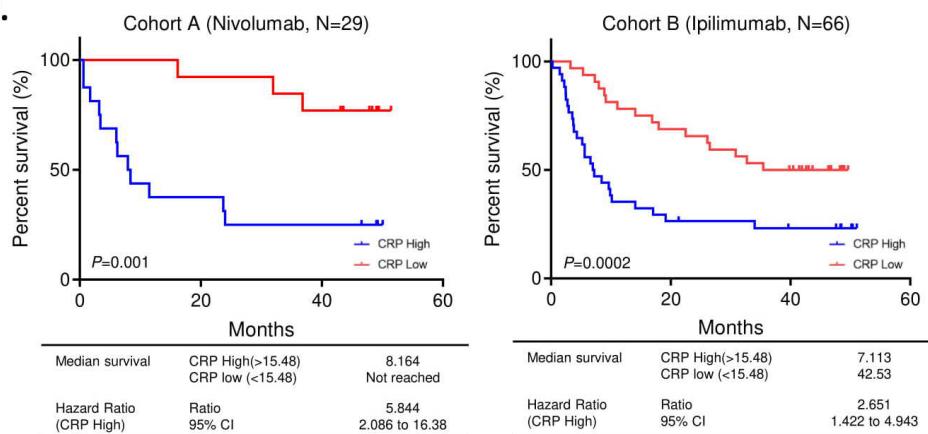 Cohort A (Nivolumab, N=29)
Percent survival (%)
100
50
0
P=0.001
CRP High
CRP Low
0 20 40 60
Months
Median survival CRP High(>15.48) 8.164
CRP low (<15.48) Not reached
Hazard Ratio Ratio 5.844
(CRP High) 95% CI 2.086 to 16.38
Cohort B (Ipilimumab, N=66)
Percent survival (%)
100
50
0
P=0.0002
CRP High
CRP Low
0 20 40 60
Months
Median survival CRP High(>15.48) 7.113
CRP low (<15.48) 42.53
Hazard Ratio Ratio 2.651
(CRP High) 95% CI 1.422 to 4.943